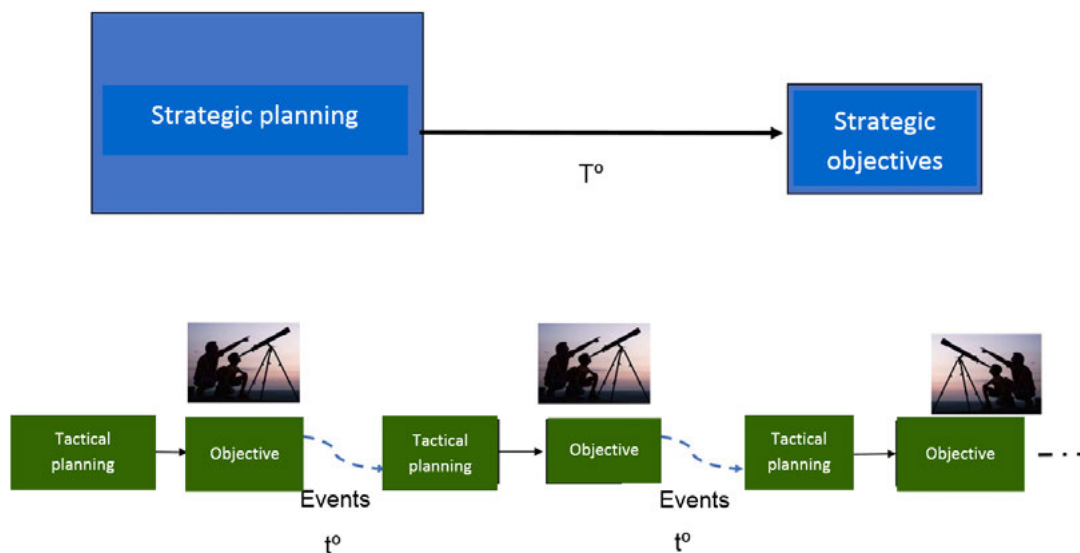 Strategic planning
Strategic
objectives
Tº
Tactical
planning
Objective
Tactical
planning
Objective
Tactical
planning
Objective
Events
tº
Events
tº